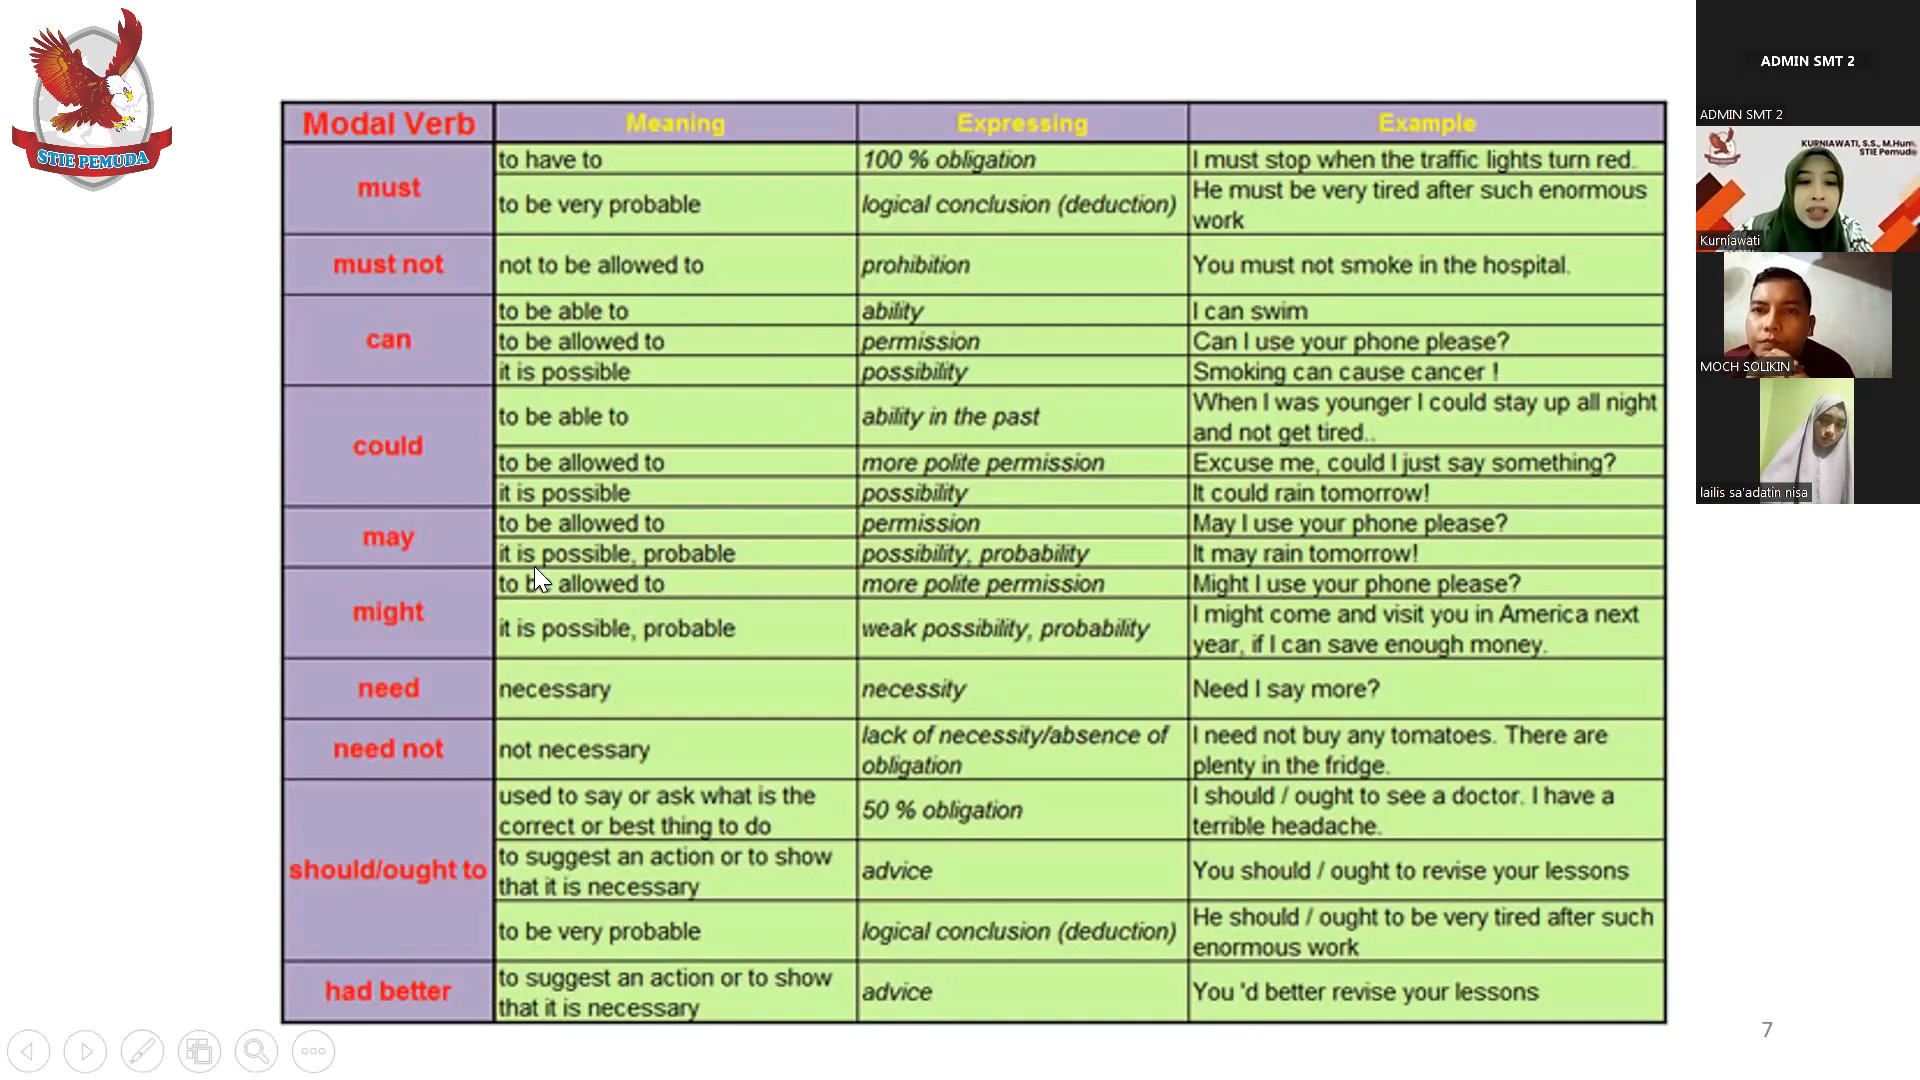 STIE PEMUDA
Modal Verb Meaning Expressing Example
must
to have to 100 % obligation I must stop when the traffic lights turn red.
to be very probable logical conclusion (deduction) He must be very tired after such enormous
work
must not not to be allowed to prohibition You must not smoke in the hospital.
can
to be able to ability I can swim
to be allowed to permission Can I use your phone please?
it is possible possibility Smoking can cause cancer !
could
to be able to ability in the past When I was younger I could stay up all night
and not get tired..
to be allowed to more polite permission Excuse me, could I just say something?
it is possible possibility It could rain tomorrow!
may
to be allowed to permission May I use your phone please?
it is possible, probable possibility, probability It may rain tomorrow!
might
to be allowed to more polite permission Might I use your phone please?
it is possible, probable weak possibility, probability I might come and visit you in America next
year, if I can save enough money.
need necessary necessity Need I say more?
need not not necessary lack of necessity/absence of
obligation I need not buy any tomatoes. There are
plenty in the fridge.
should/ought to
used to say or ask what is the
correct or best thing to do 50 % obligation I should / ought to see a doctor. I have a
terrible headache.
to suggest an action or to show
that it is necessary advice You should / ought to revise your lessons
to be very probable logical conclusion (deduction) He should / ought to be very tired after such
enormous work
had better
to suggest an action or to show
that it is necessary advice You 'd better revise your lessons
7
ADMIN SMT 2
ADMIN SMT 2
KURNIAWATI, S.S., M.Hum.
STIE Pemuda
Kurniawati
MOCH SOLIKIN
lailis sa'adatin nisa